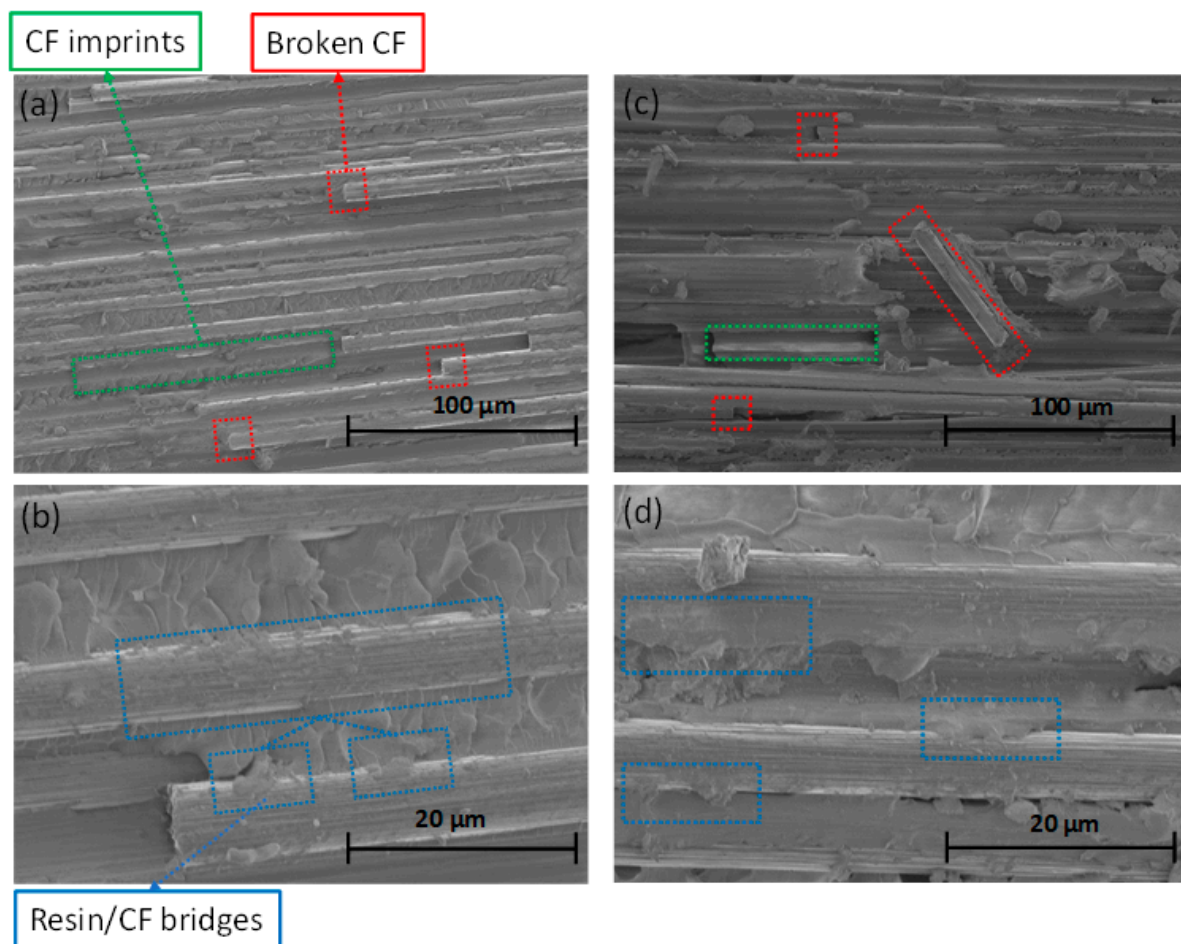 CF imprints
Broken CF
(a)
100 µm
(c)
100 µm
(b)
20 µm
(d)
20 µm
Resin/CF bridges